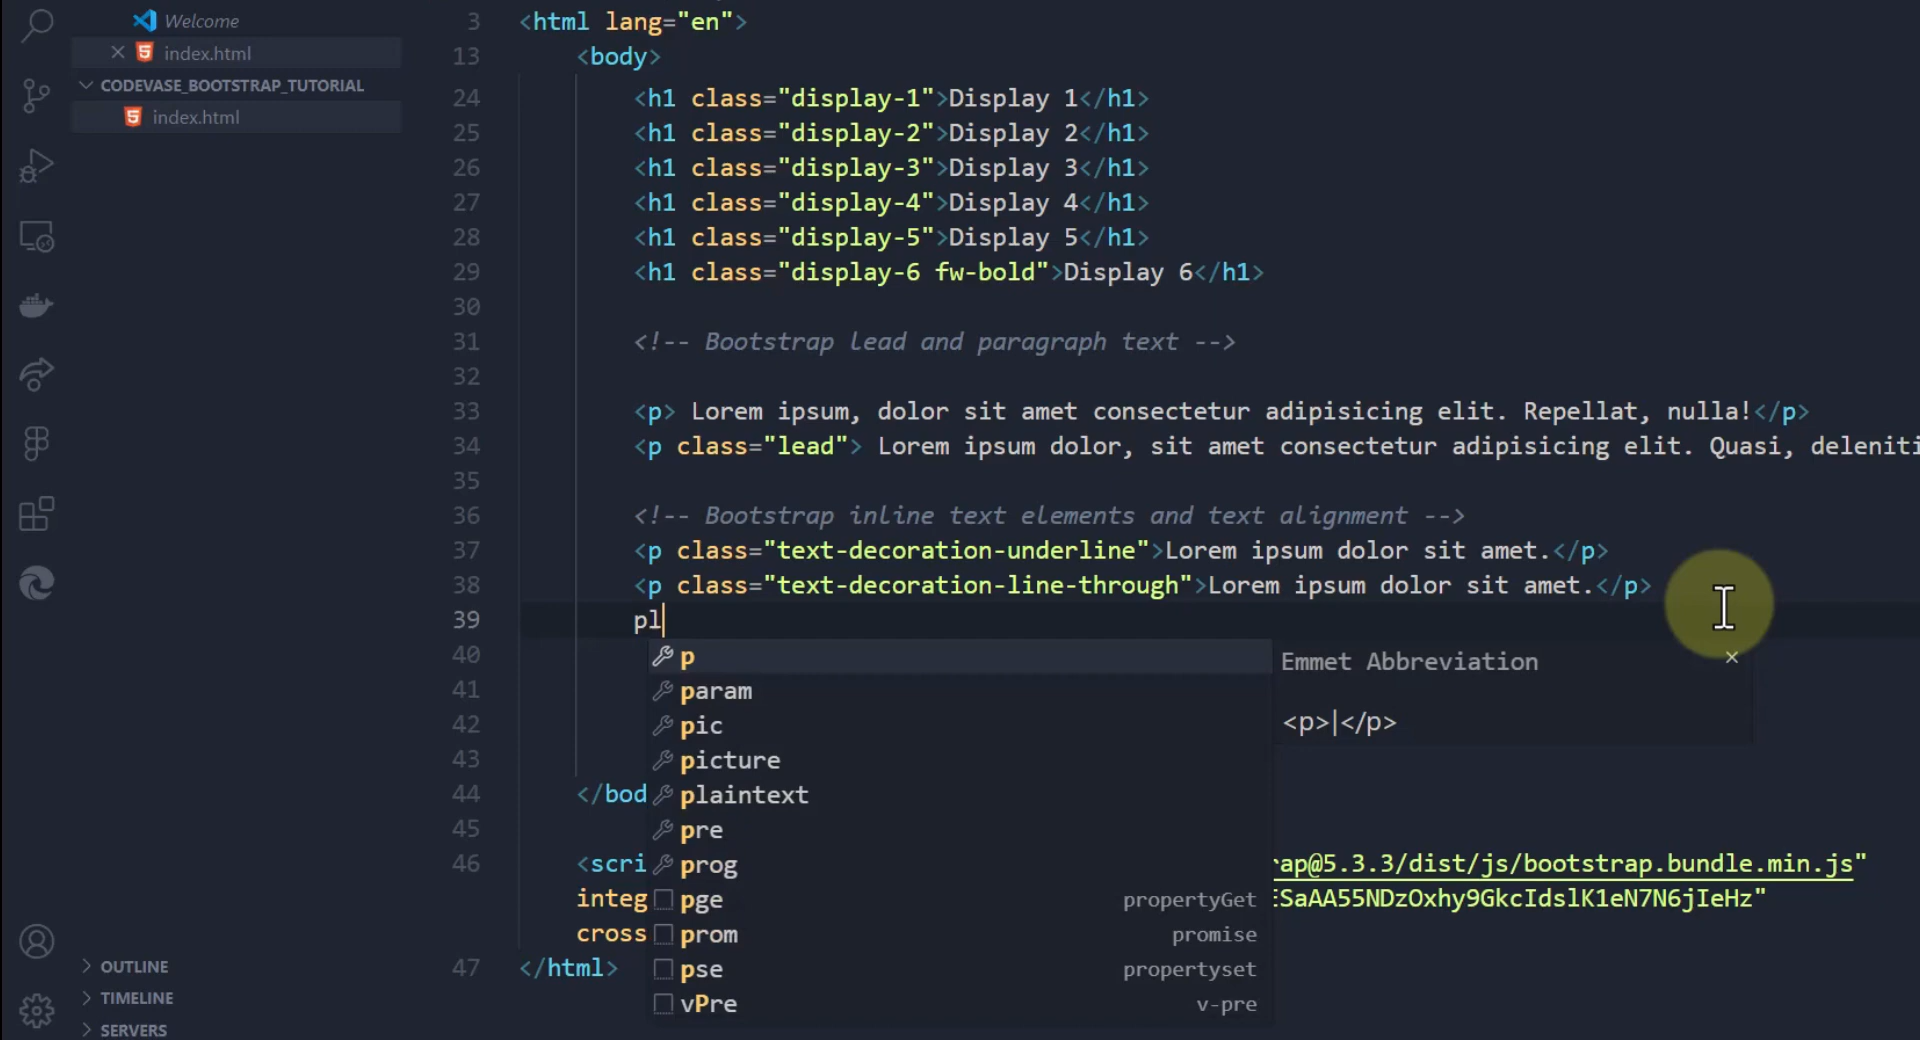 Welcome
index.html
CODEVASE_BOOTSTRAP_TUTORIAL
index.html
OUTLINE
TIMELINE
SERVERS
3 <html lang="en">
13 <body>
24 <h1 class="display-1">Display 1</h1>
25 <h1 class="display-2">Display 2</h1>
26 <h1 class="display-3">Display 3</h1>
27 <h1 class="display-4">Display 4</h1>
28 <h1 class="display-5">Display 5</h1>
29 <h1 class="display-6 fw-bold">Display 6</h1>
30
31 <!-- Bootstrap lead and paragraph text -->
32
33 <p> Lorem ipsum, dolor sit amet consectetur adipisicing elit. Repellat, nulla!</p>
34 <p class="lead"> Lorem ipsum dolor, sit amet consectetur adipisicing elit. Quasi, deleniti
35
36 <!-- Bootstrap inline text elements and text alignment -->
37 <p class="text-decoration-underline">Lorem ipsum dolor sit amet.</p>
38 <p class="text-decoration-line-through">Lorem ipsum dolor sit amet.</p>
39 pl
40 p Emmet Abbreviation
41 param
42 pic <p>|</p>
43 picture
44 </bod plaintext
45 pre
46 <scri prog rap@5.3.3/dist/js/bootstrap.bundle.min.js"
integ pge propertyGet ESaAA55NDzOxhy9GkcIdslK1eN7N6jIeHz"
cross prom promise
47 </html> pse propertyset
vPre v-pre